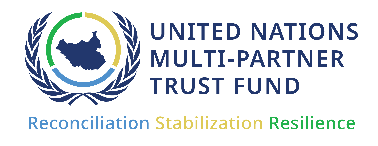 UNITED NATIONS
MULTI-PARTNER
TRUST FUND
Reconciliation Stabilization Resilience